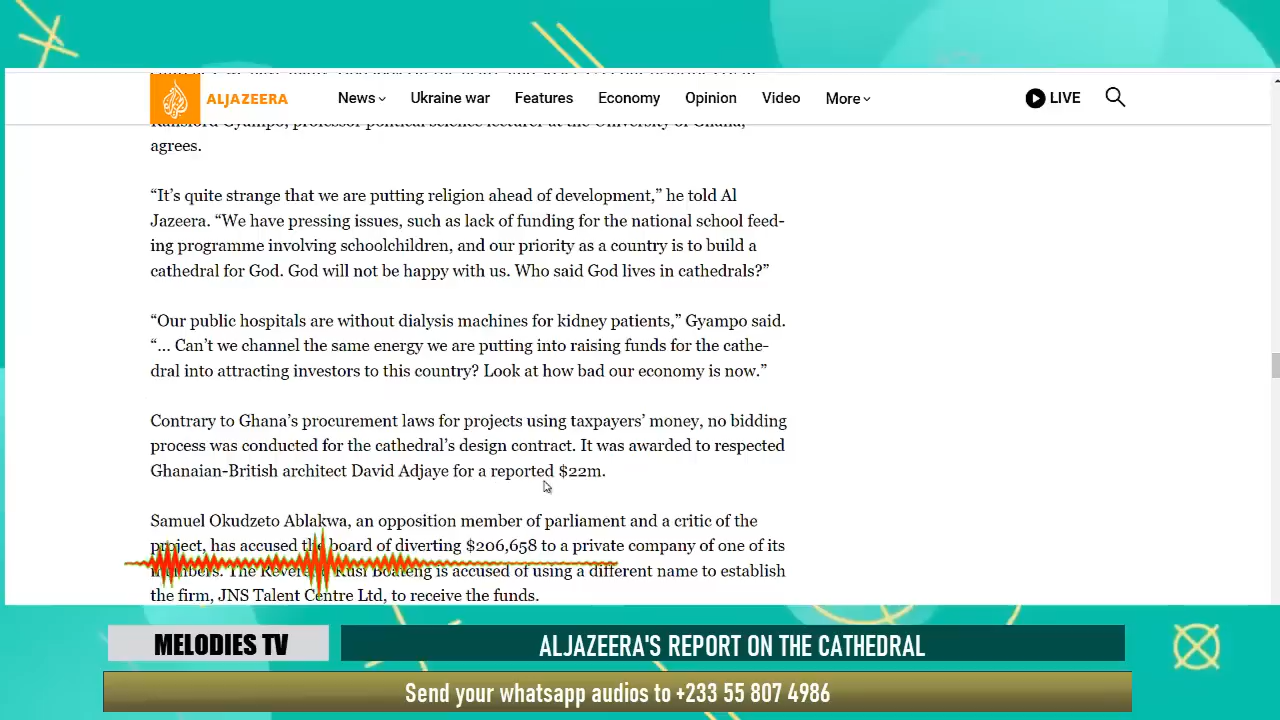 ALJAZEERA
News
Ukraine war
Features
Economy
Opinion
Video
More
LIVE
Ransford Gyampo, professor political science lecturer at the University of Ghana,
agrees.
“It’s quite strange that we are putting religion ahead of development,” he told Al
Jazeera. “We have pressing issues, such as lack of funding for the national school feed-
ing programme involving schoolchildren, and our priority as a country is to build a
cathedral for God. God will not be happy with us. Who said God lives in cathedrals?”
“Our public hospitals are without dialysis machines for kidney patients,” Gyampo said.
“… Can’t we channel the same energy we are putting into raising funds for the cathe-
dral into attracting investors to this country? Look at how bad our economy is now.”
Contrary to Ghana’s procurement laws for projects using taxpayers’ money, no bidding
process was conducted for the cathedral’s design contract. It was awarded to respected
Ghanaian-British architect David Adjaye for a reported $22m.
Samuel Okudzeto Ablakwa, an opposition member of parliament and a critic of the
project, has accused the board of diverting $206,658 to a private company of one of its
members. The Reverend Kusi Boateng is accused of using a different name to establish
the firm, JNS Talent Centre Ltd, to receive the funds.
MELODIES TV
ALJAZEERA'S REPORT ON THE CATHEDRAL
Send your whatsapp audios to +233 55 807 4986